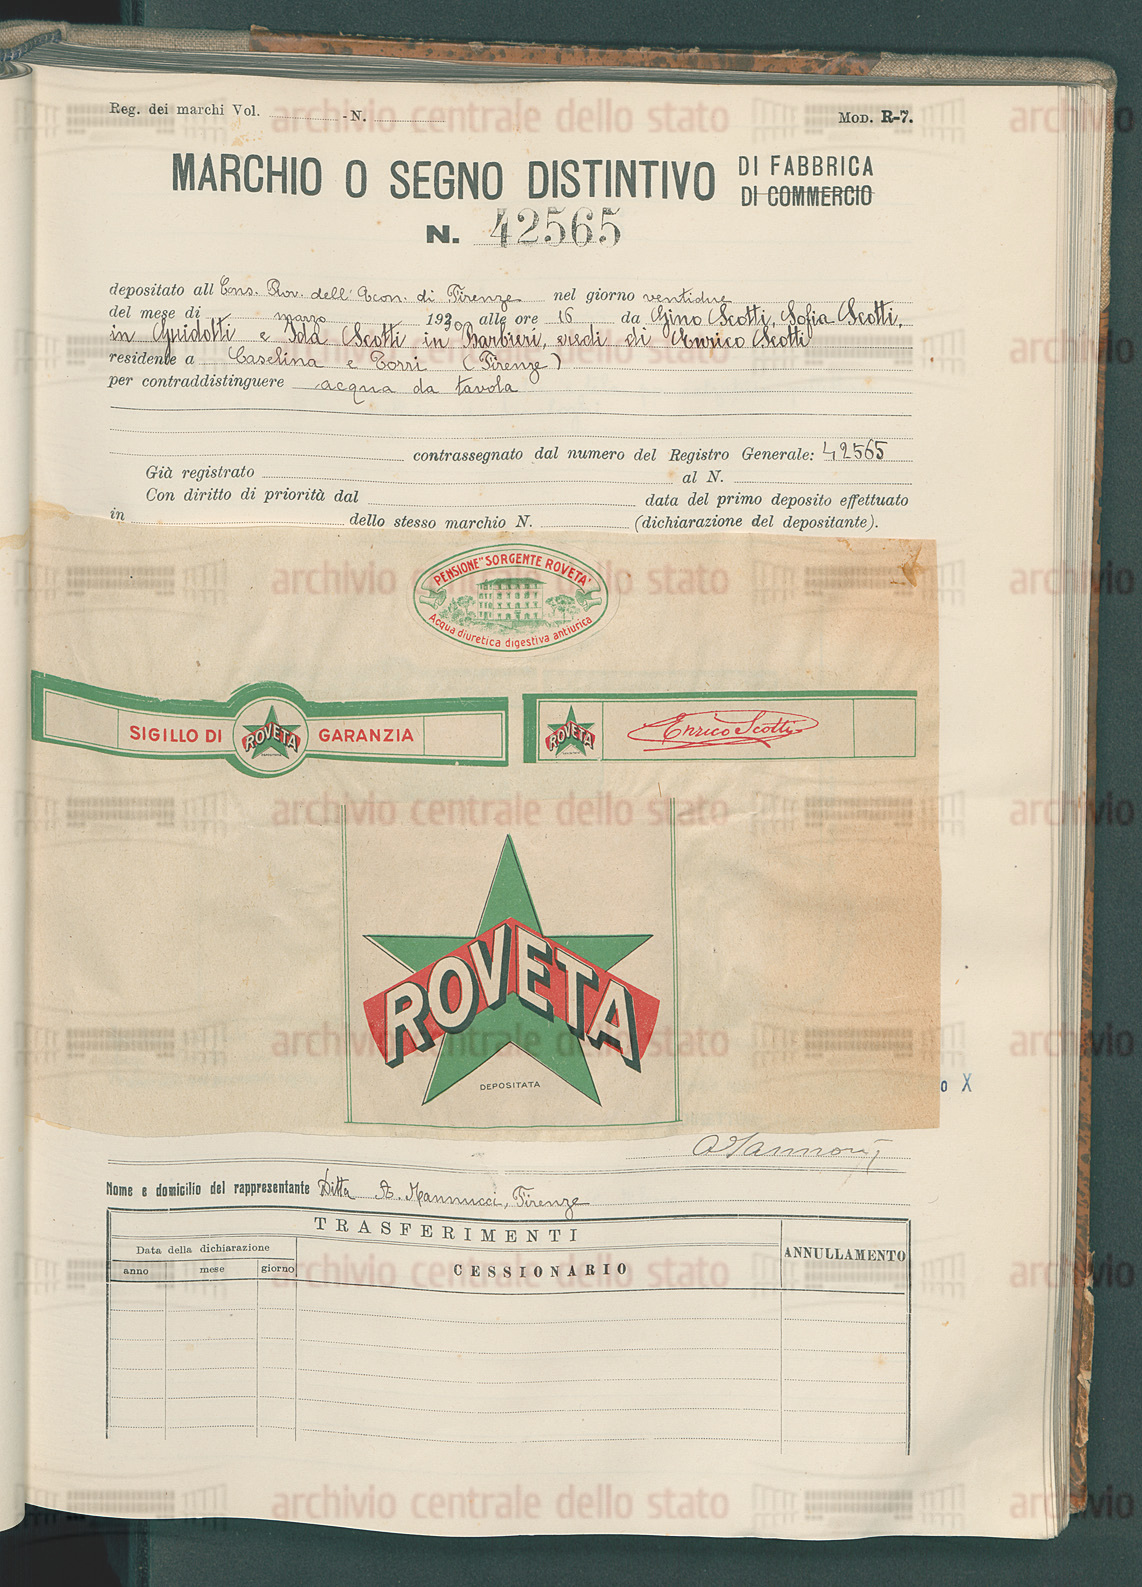 Reg. dei marchi Vol. - N.
MOD. R-7.
MARCHIO O SEGNO DISTINTIVO DI FABBRICA
DI COMMERCIO
N. 42565
depositato all Cons. Prov. dell' Econ. di Firenze nel giorno ventidue
del mese di marzo 1930 alle ore 16 da Gino Scotti, Sofia Scotti,
in Guidotti e Ida Scotti in Barbieri, eredi di Enrico Scotti
residente a Caselina e Torri (Firenze)
per contraddistinguere acqua da tavola
contrassegnato dal numero del Registro Generale: 42565
Già registrato al N.
Con diritto di priorità dal data del primo deposito effettuato
in dello stesso marchio N. (dichiarazione del depositante).
PENSIONE "SORGENTE ROVETA"
Acqua diuretica digestiva antiurica
SIGILLO DI ROVETA GARANZIA
ROVETA Enrico Scotti
ROVETA
DEPOSITATA
o X
Nome e domicilio del rappresentante Ditta A. Mannucci, Firenze
TRASFERIMENTI
Data della dichiarazione
ANNULLAMENTO
anno mese giorno
CESSIONARIO
archivio centrale dello stato